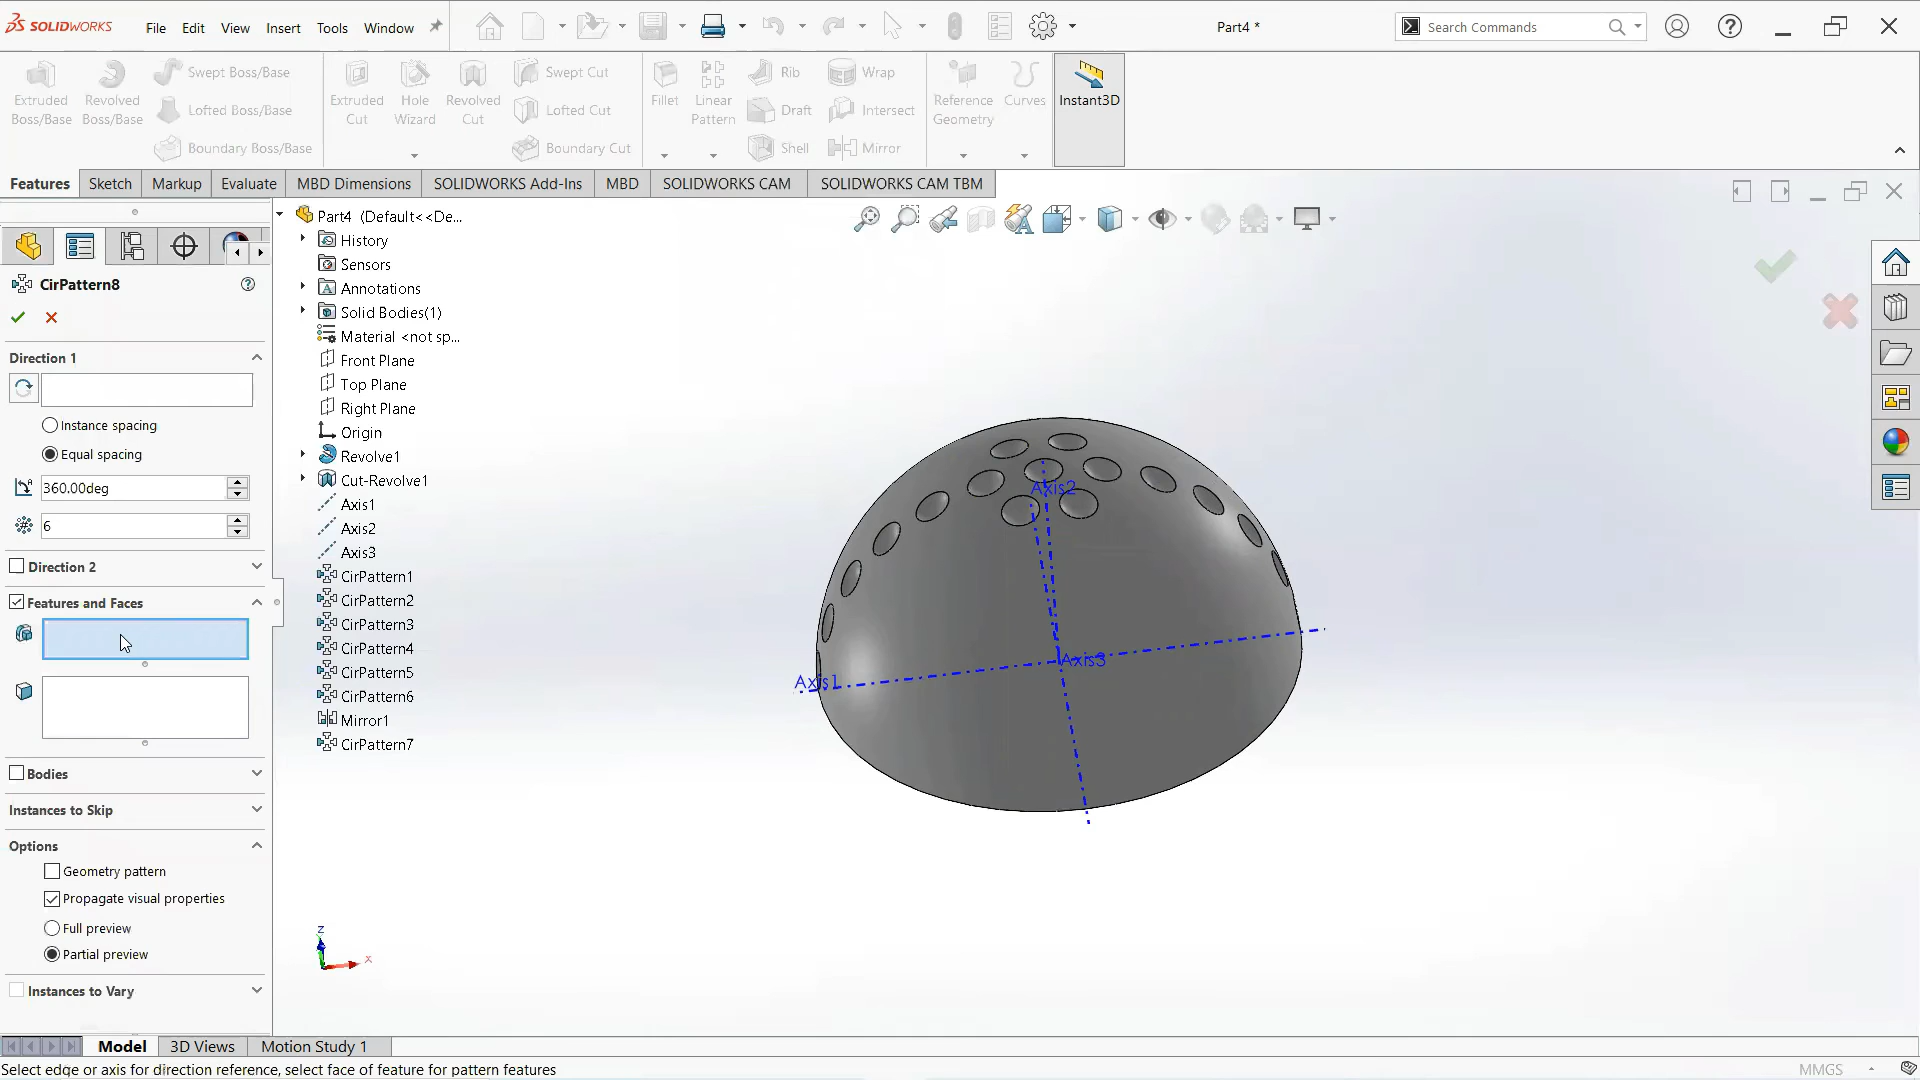 SOLIDWORKS File Edit View Insert Tools Window Part4 * Search Commands
Extruded Boss/Base
Revolved Boss/Base
Swept Boss/Base
Lofted Boss/Base
Boundary Boss/Base
Extruded Cut
Hole Wizard
Revolved Cut
Swept Cut
Lofted Cut
Boundary Cut
Fillet
Linear Pattern
Rib
Draft
Shell
Wrap
Intersect
Mirror
Reference Geometry
Curves
Instant3D
Features Sketch Markup Evaluate MBD Dimensions SOLIDWORKS Add-Ins MBD SOLIDWORKS CAM SOLIDWORKS CAM TBM
CirPattern8
Direction 1
Instance spacing
Equal spacing
360.00deg
6
Direction 2
Features and Faces
Bodies
Instances to Skip
Options
Geometry pattern
Propagate visual properties
Full preview
Partial preview
Instances to Vary
Part4 (Default<<De...
History
Sensors
Annotations
Solid Bodies(1)
Material <not sp...
Front Plane
Top Plane
Right Plane
Origin
Revolve1
Cut-Revolve1
Axis1
Axis2
Axis3
CirPattern1
CirPattern2
CirPattern3
CirPattern4
CirPattern5
CirPattern6
Mirror1
CirPattern7
Axis2
Axis3
Axis1
z
x
Model 3D Views Motion Study 1
Select edge or axis for direction reference, select face of feature for pattern features MMGS